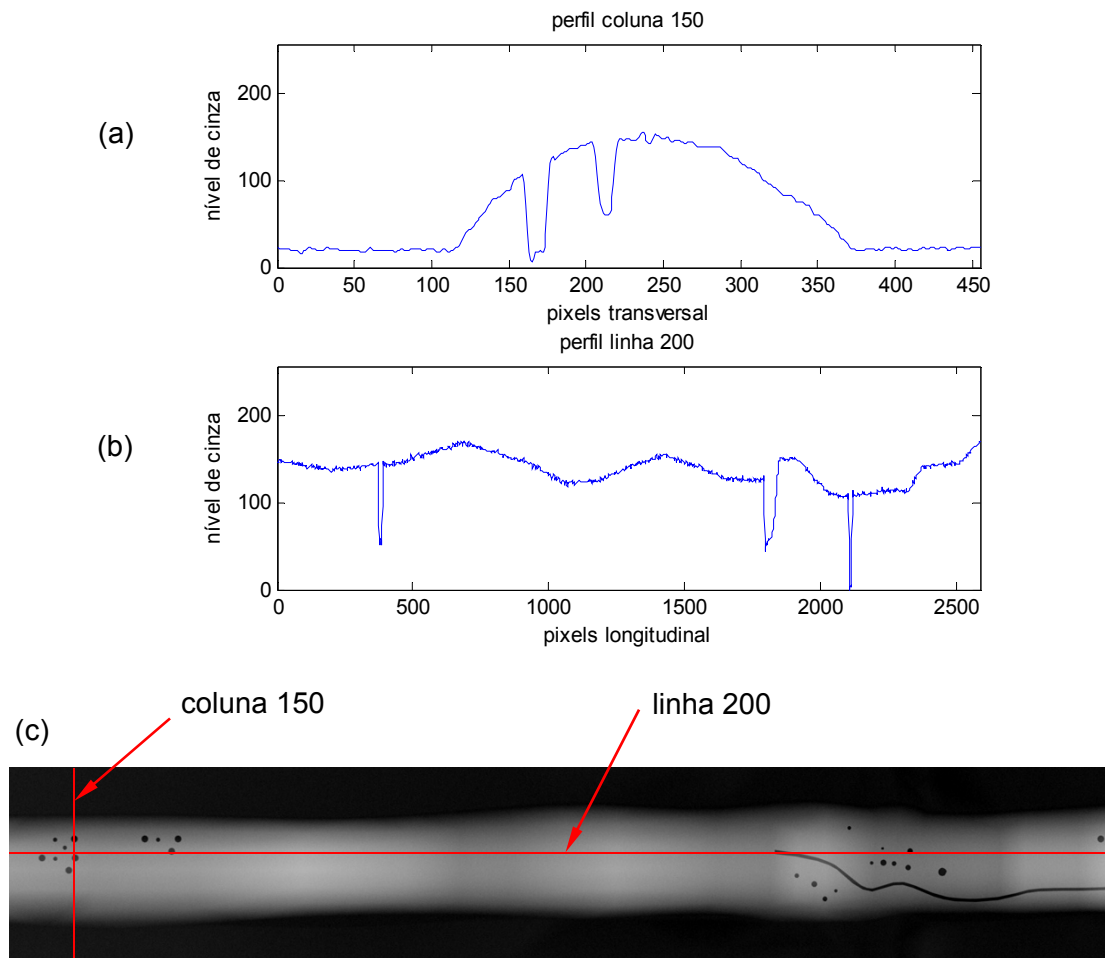 perfil coluna 150
(a)
nível de cinza
200
100
0
0 50 100 150 200 250 300 350 400 450
pixels transversal
perfil linha 200
(b)
nível de cinza
200
100
0
0 500 1000 1500 2000 2500
pixels longitudinal
coluna 150
linha 200
(c)